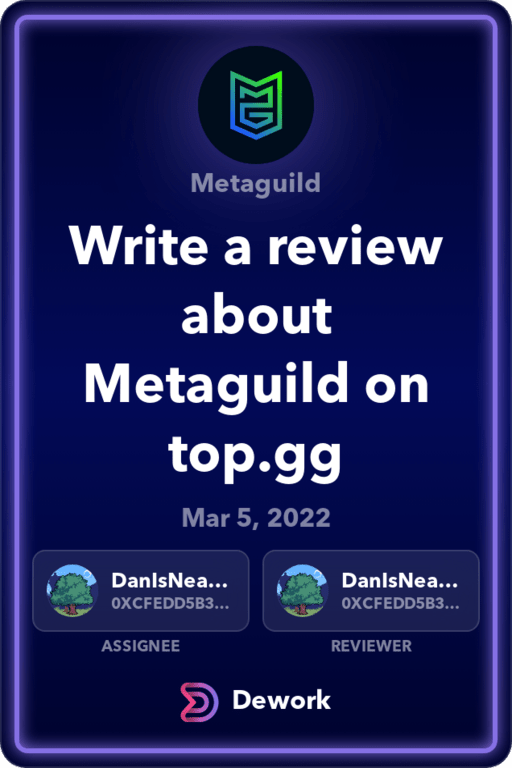 Metaguild
Write a review
about
Metaguild on
top.gg
Mar 5, 2022
DanIsNea...
0XCFEDD5B3...
ASSIGNEE
DanIsNea...
0XCFEDD5B3...
REVIEWER
Dework